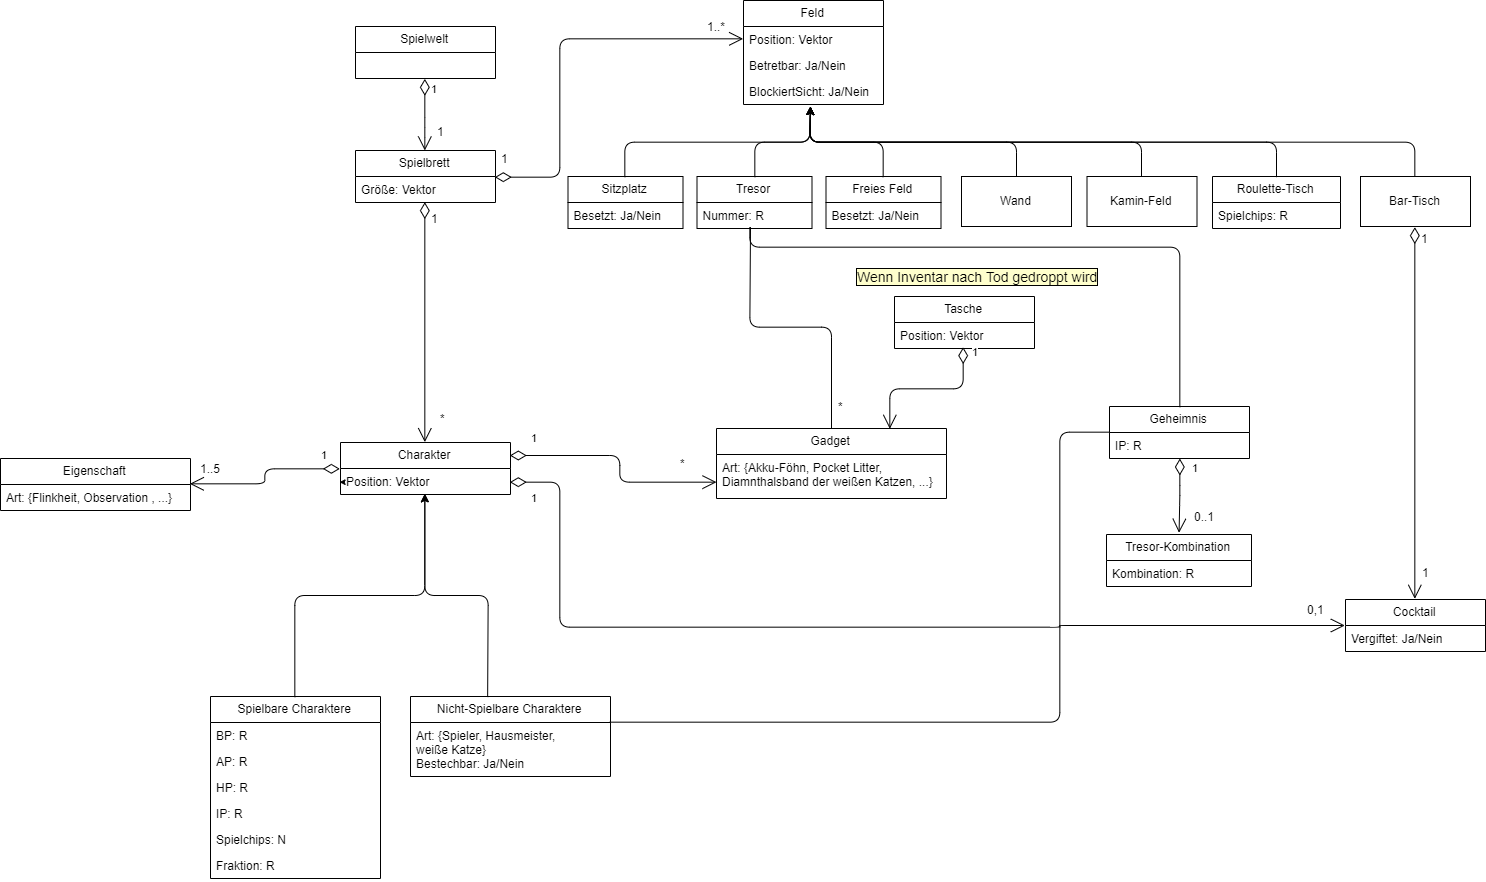 Feld
Position: Vektor
Betretbar: Ja/Nein
BlockiertSicht: Ja/Nein
1..*
Spielwelt
1
1
Spielbrett
Größe: Vektor
1
1
Sitzplatz
Besetzt: Ja/Nein
Tresor
Nummer: R
Freies Feld
Besetzt: Ja/Nein
Wand
Kamin-Feld
Roulette-Tisch
Spielchips: R
Bar-Tisch
1
Wenn Inventar nach Tod gedroppt wird
Tasche
Position: Vektor
1
*
*
Geheimnis
IP: R
1
0..1
Tresor-Kombination
Kombination: R
Gadget
Art: {Akku-Föhn, Pocket Litter,
Diamnthalsband der weißen Katzen, ...}
*
1
Charakter
Position: Vektor
1
1
1..5
Eigenschaft
Art: {Flinkheit, Observation , ...}
1
0,1
Cocktail
Vergiftet: Ja/Nein
Spielbare Charaktere
BP: R
AP: R
HP: R
IP: R
Spielchips: N
Fraktion: R
Nicht-Spielbare Charaktere
Art: {Spieler, Hausmeister,
weiße Katze}
Bestechbar: Ja/Nein